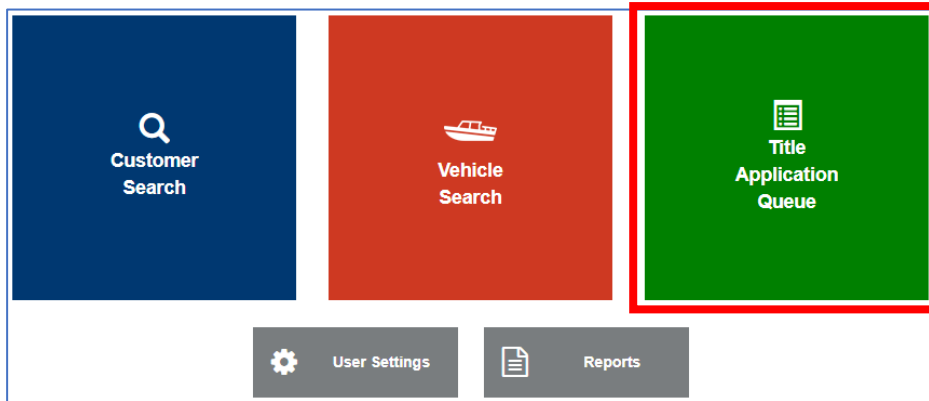 Customer
Search
Vehicle
Search
Title
Application
Queue
User Settings
Reports